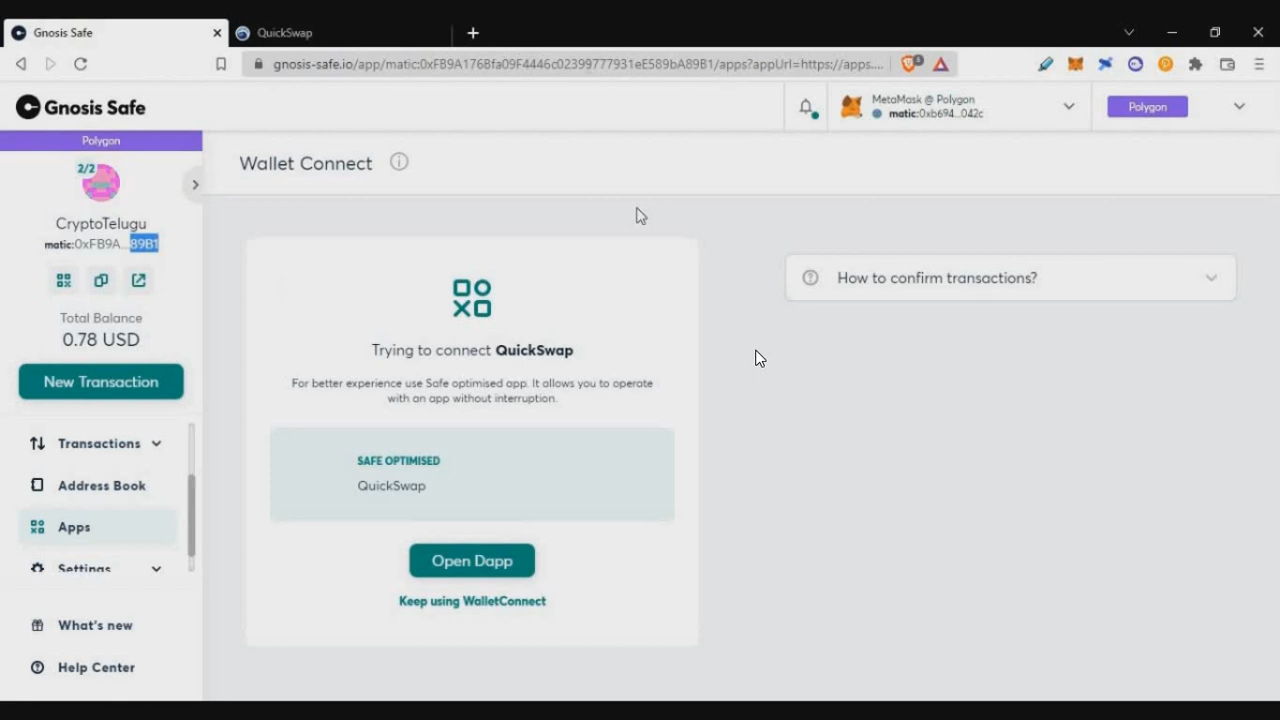 Gnosis Safe
QuickSwap
gnosis-safe.io/app/matic:0xFB9A176Bfa09F4446c02399777931eE589bA89B1/apps?appUrl=https://apps....
3
Gnosis Safe
MetaMask @ Polygon
matic:0xb694...042c
Polygon
Polygon
Wallet Connect
2/2
CryptoTelugu
matic:0xFB9A...89B1
Total Balance
0.78 USD
New Transaction
Transactions
Address Book
Apps
Settings
What's new
Help Center
Trying to connect QuickSwap
For better experience use Safe optimised app. It allows you to operate
with an app without interruption.
SAFE OPTIMISED
QuickSwap
Open Dapp
Keep using WalletConnect
How to confirm transactions?